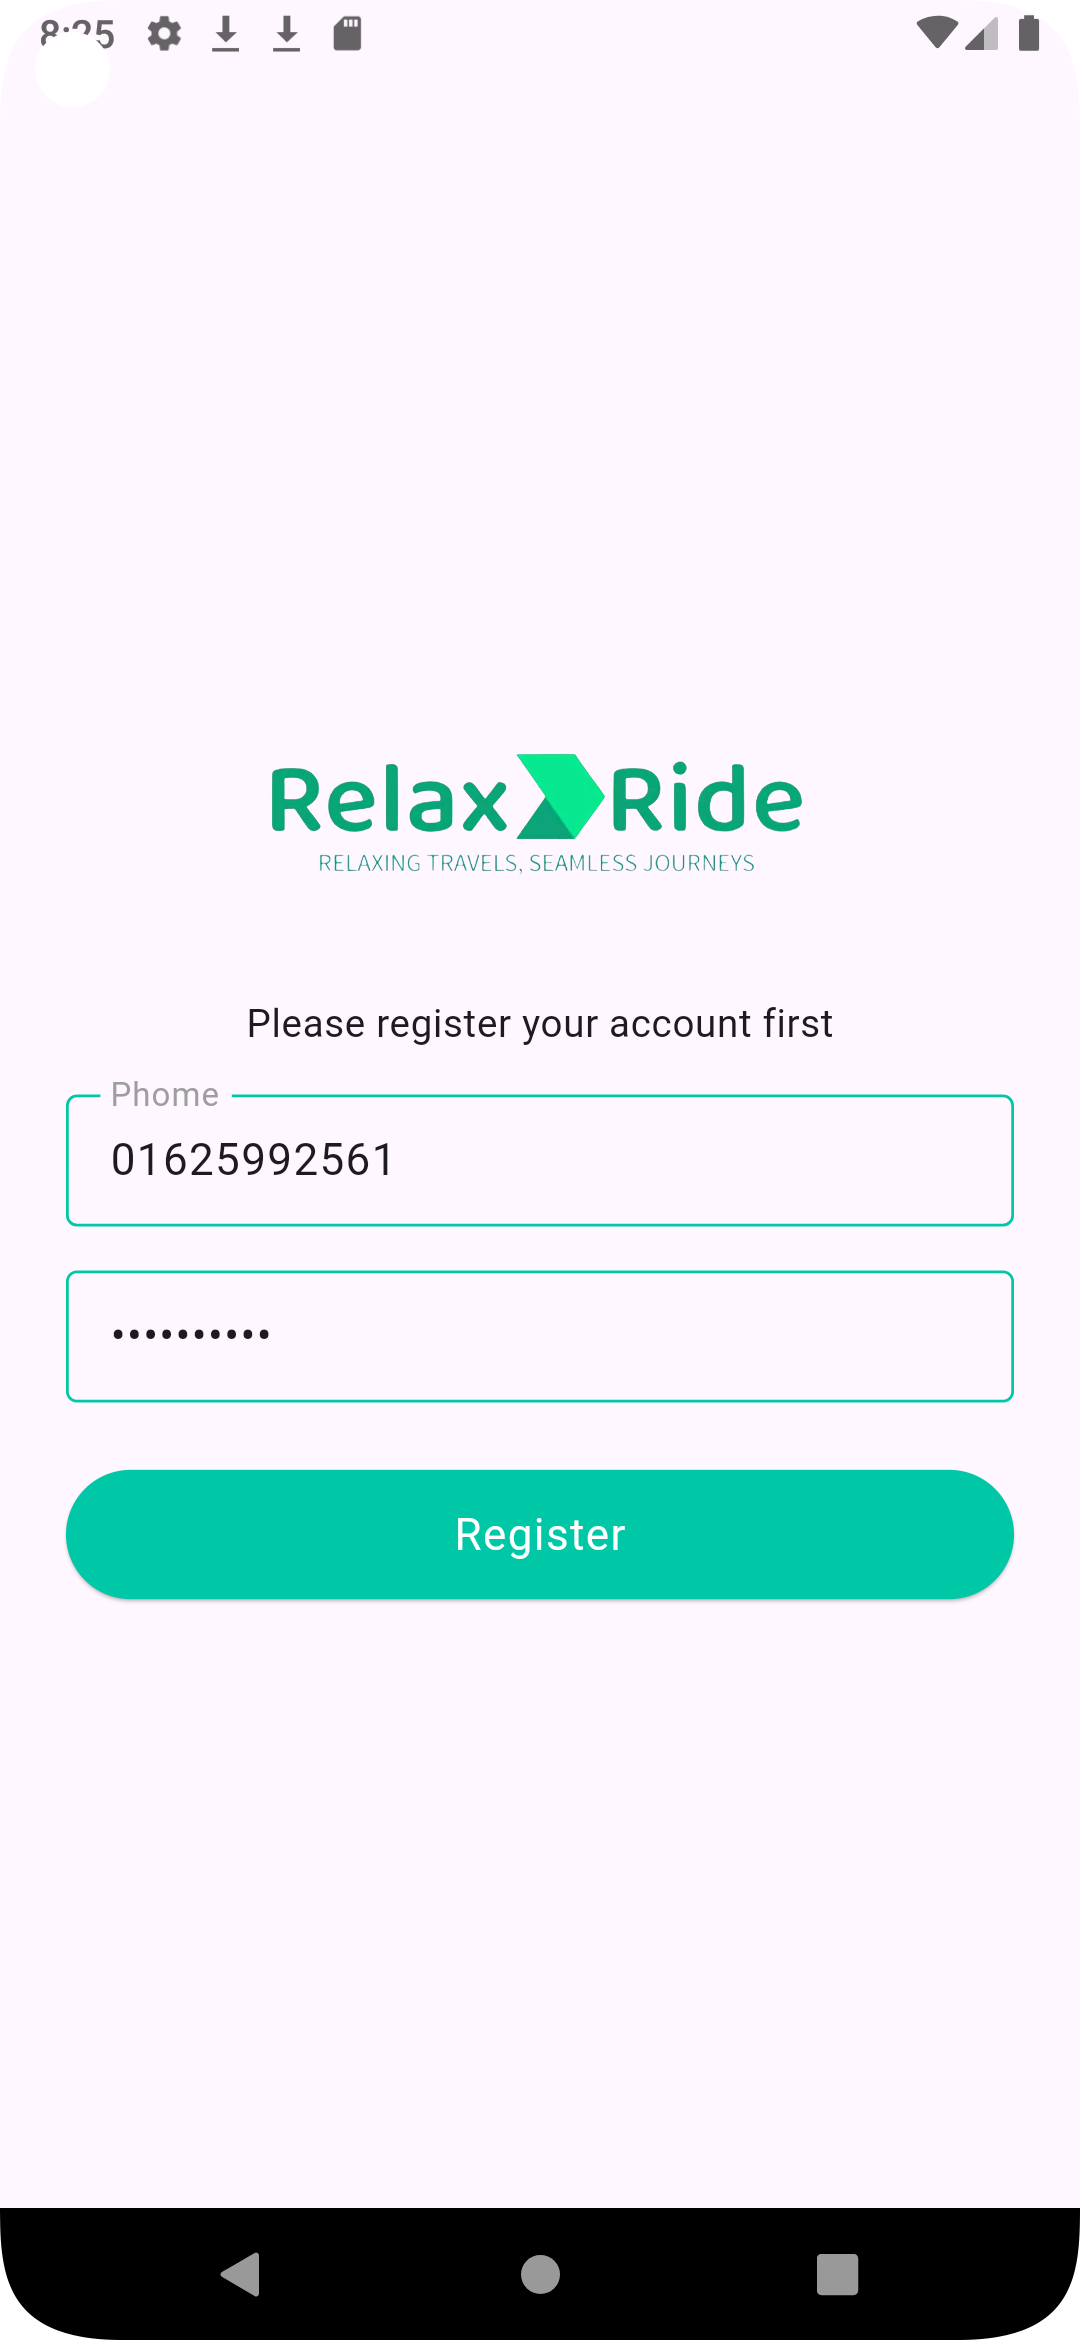 8:25
Relax Ride
RELAXING TRAVELS, SEAMLESS JOURNEYS
Please register your account first
Phome
01625992561
••••••••••
Register